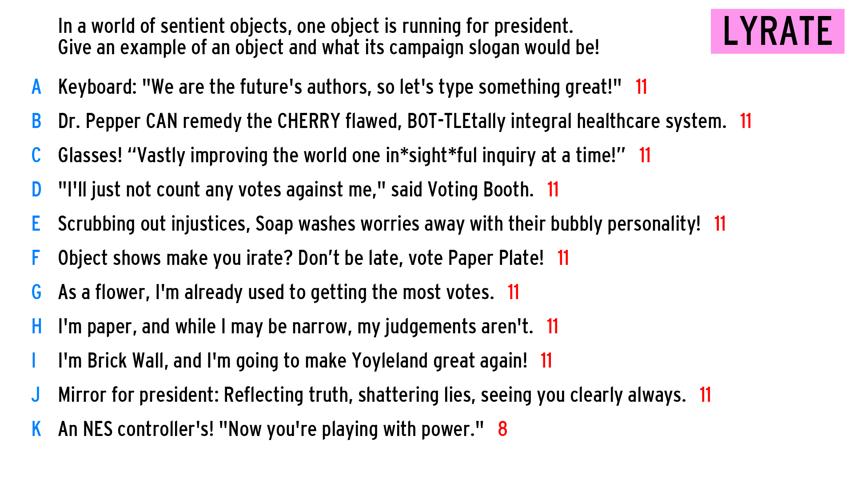 In a world of sentient objects, one object is running for president.
Give an example of an object and what its campaign slogan would be!
LYRATE
A Keyboard: "We are the future's authors, so let's type something great!" 11
B Dr. Pepper CAN remedy the CHERRY flawed, BOT-TLEtally integral healthcare system. 11
C Glasses! “Vastly improving the world one in*sight*ful inquiry at a time!” 11
D "I'll just not count any votes against me," said Voting Booth. 11
E Scrubbing out injustices, Soap washes worries away with their bubbly personality! 11
F Object shows make you irate? Don’t be late, vote Paper Plate! 11
G As a flower, I'm already used to getting the most votes. 11
H I'm paper, and while I may be narrow, my judgements aren't. 11
I I'm Brick Wall, and I'm going to make Yoyleland great again! 11
J Mirror for president: Reflecting truth, shattering lies, seeing you clearly always. 11
K An NES controller's! "Now you're playing with power." 8